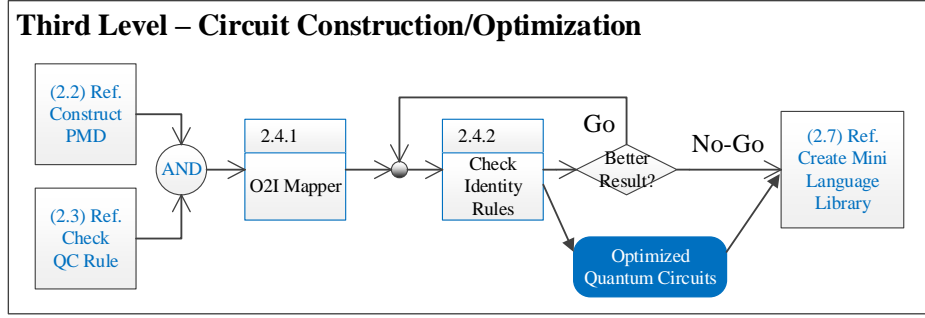 Third Level – Circuit Construction/Optimization
(2.2) Ref.
Construct
PMD
(2.3) Ref.
Check
QC Rule
AND
2.4.1
O2I Mapper
2.4.2
Check
Identity
Rules
Go
Better
Result?
No-Go
Optimized
Quantum Circuits
(2.7) Ref.
Create Mini
Language
Library